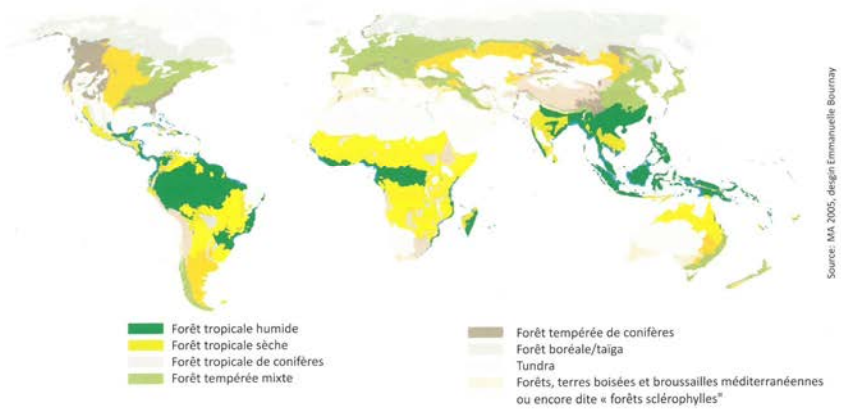 Source: MA 2005, desgin Emmanuelle Bournay
Forêt tropicale humide
Forêt tropicale sèche
Forêt tropicale de conifères
Forêt tempérée mixte
Forêt tempérée de conifères
Forêt boréale/taïga
Tundra
Forêts, terres boisées et broussailles méditerranéennes
ou encore dite « forêts sclérophylles"